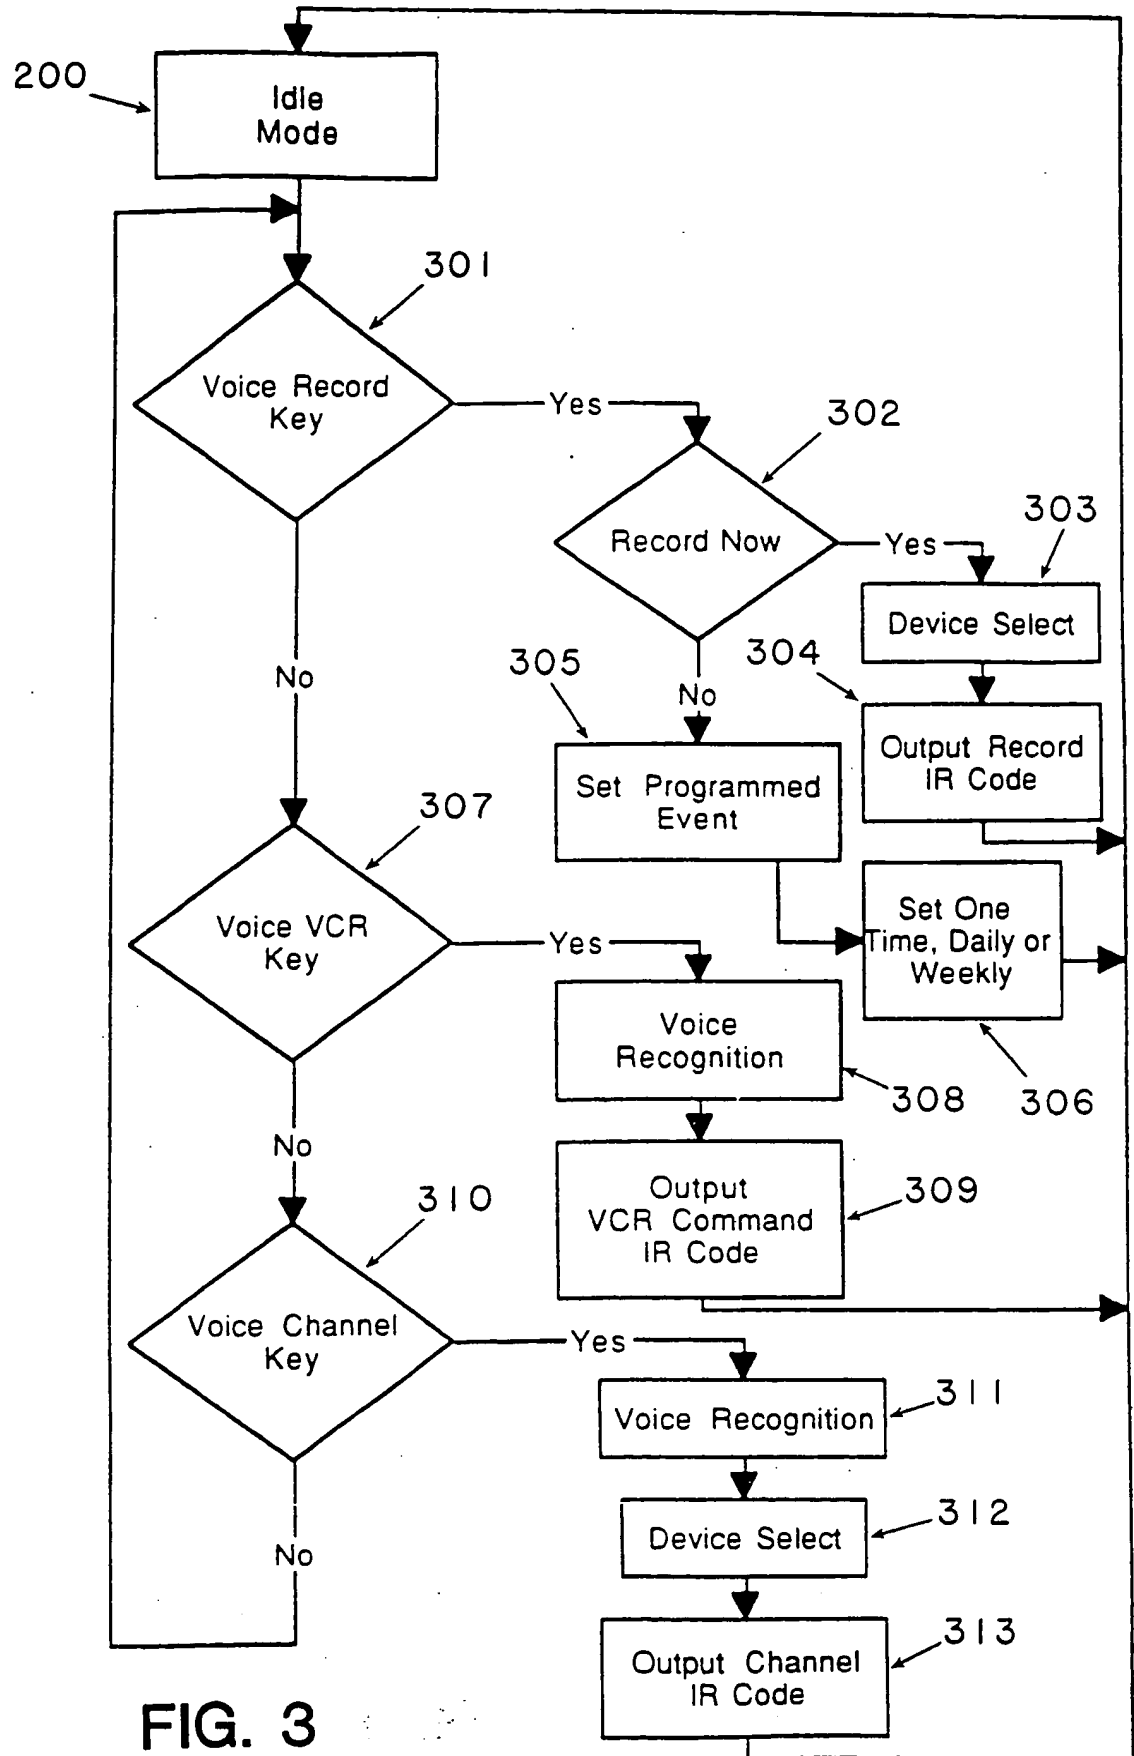 200
Idle
Mode
301
Voice Record
Key
Yes
302
Record Now
Yes
303
Device Select
No
305
No
304
Output Record
IR Code
Set Programmed
Event
307
Voice VCR
Key
Yes
Set One
Time, Daily or
Weekly
306
Voice
Recognition
308
No
Output
VCR Command
IR Code
309
310
Voice Channel
Key
Yes
311
Voice Recognition
312
Device Select
No
313
Output Channel
IR Code
FIG. 3